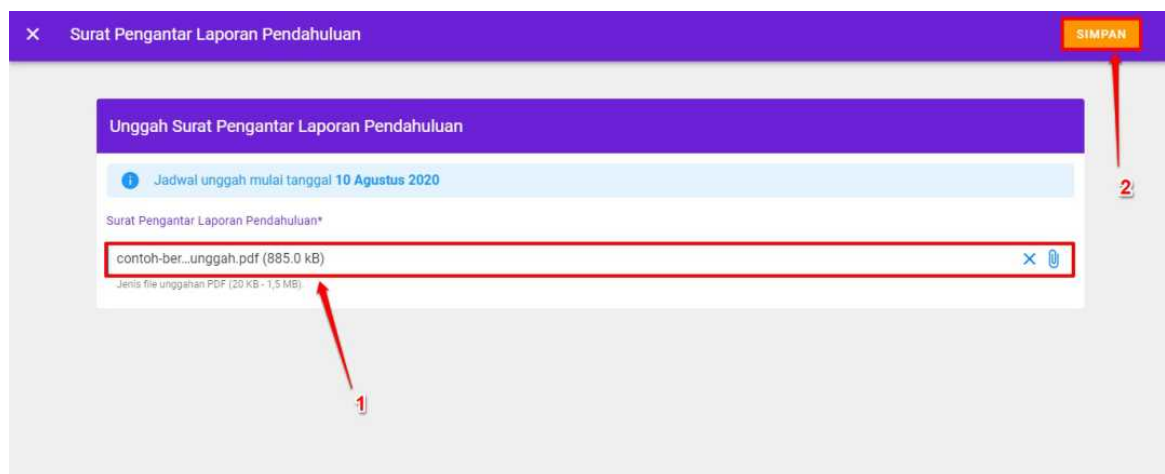 Surat Pengantar Laporan Pendahuluan
SIMPAN
Unggah Surat Pengantar Laporan Pendahuluan
Jadwal unggah mulai tanggal 10 Agustus 2020
2
Surat Pengantar Laporan Pendahuluan*
contoh-ber...unggah.pdf (885.0 kB)
Jenis file unggahan PDF (20 KB - 1,5 MB)
1